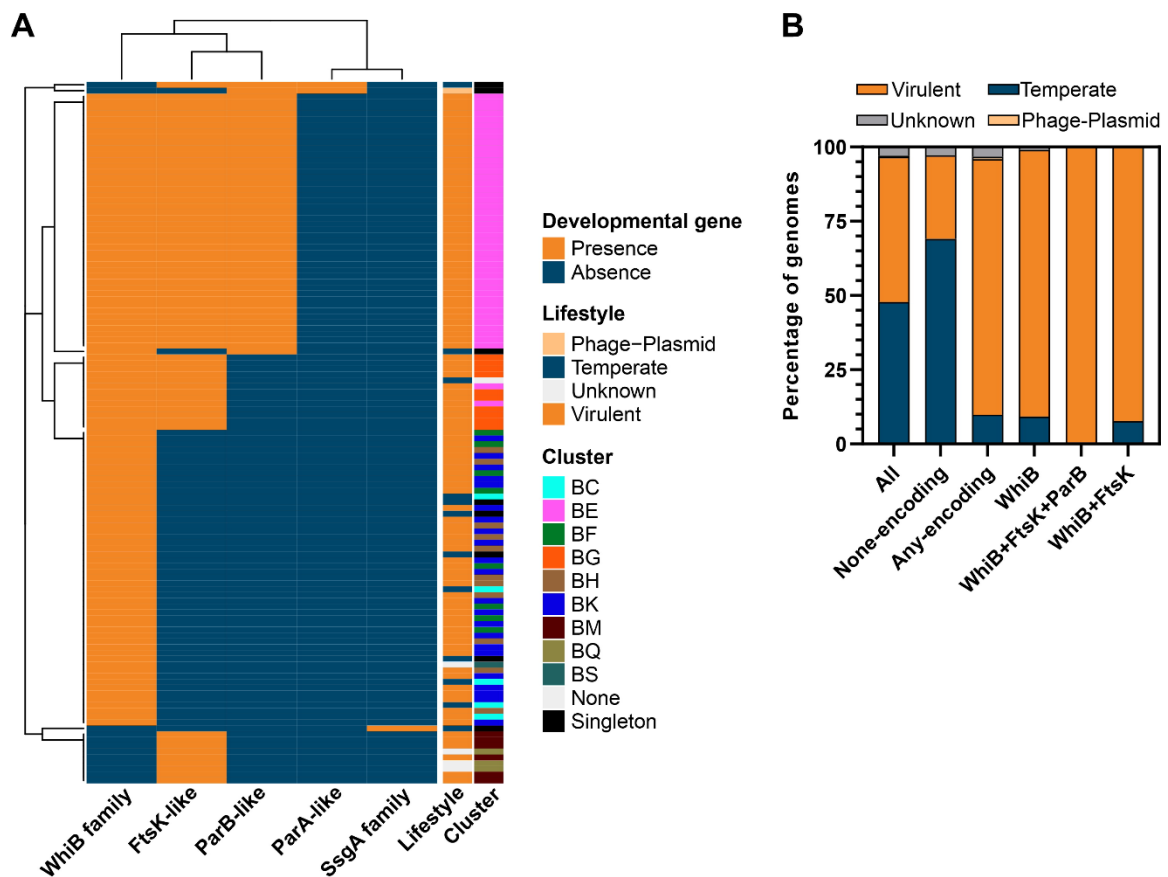 A
B
Developmental gene
Presence
Absence
Lifestyle
Phage−Plasmid
Temperate
Unknown
Virulent
Cluster
BC
BE
BF
BG
BH
BK
BM
BQ
BS
None
Singleton
WhiB family
FtsK-like
ParB-like
ParA-like
SsgA family
Lifestyle
Cluster
Virulent Temperate
Unknown Phage-Plasmid
Percentage of genomes
100
75
50
25
0
All
None-encoding
Any-encoding
WhiB
WhiB+FtsK+ParB
WhiB+FtsK